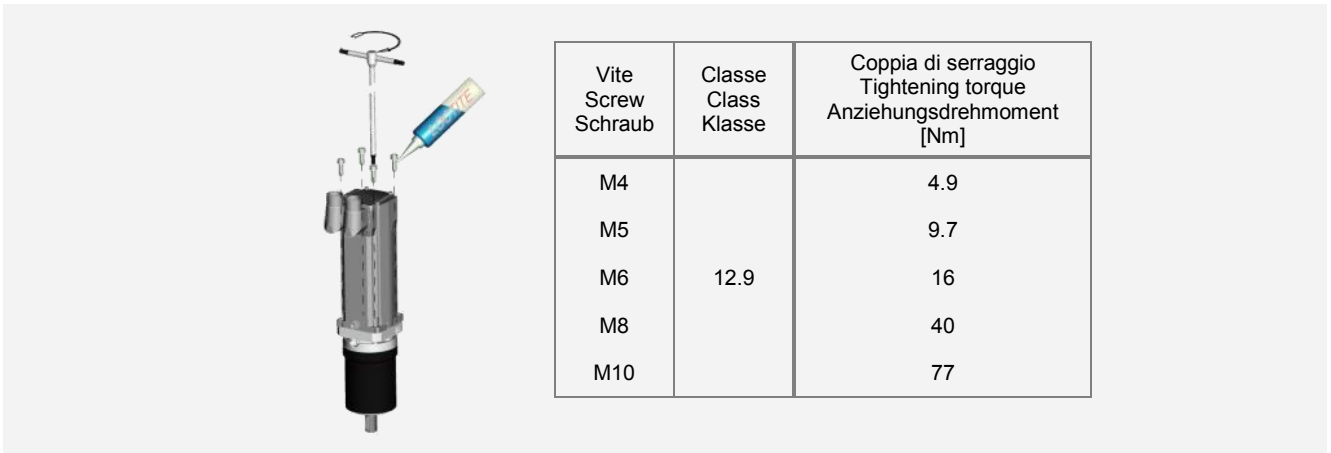 Vite
Screw
Schraub
Classe
Class
Klasse
Coppia di serraggio
Tightening torque
Anziehungsdrehmoment
[Nm]
M4
4.9
M5
9.7
M6
12.9
16
M8
40
M10
77